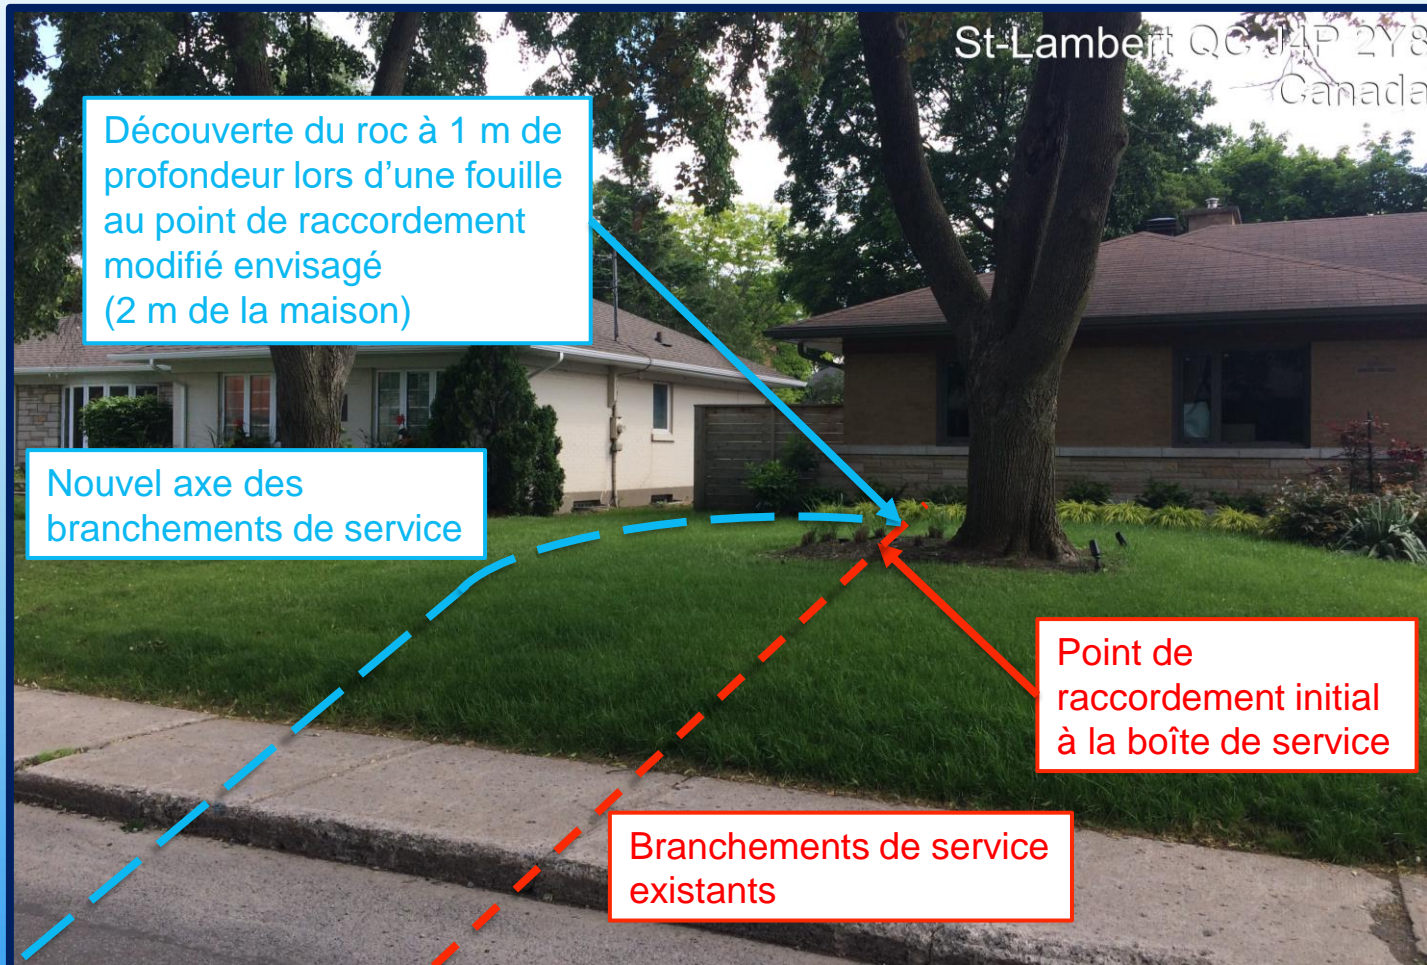 St-Lambert QC J4P 2Y8
Canada
Découverte du roc à 1 m de
profondeur lors d’une fouille
au point de raccordement
modifié envisagé
(2 m de la maison)
Nouvel axe des
branchements de service
Point de
raccordement initial
à la boîte de service
Branchements de service
existants